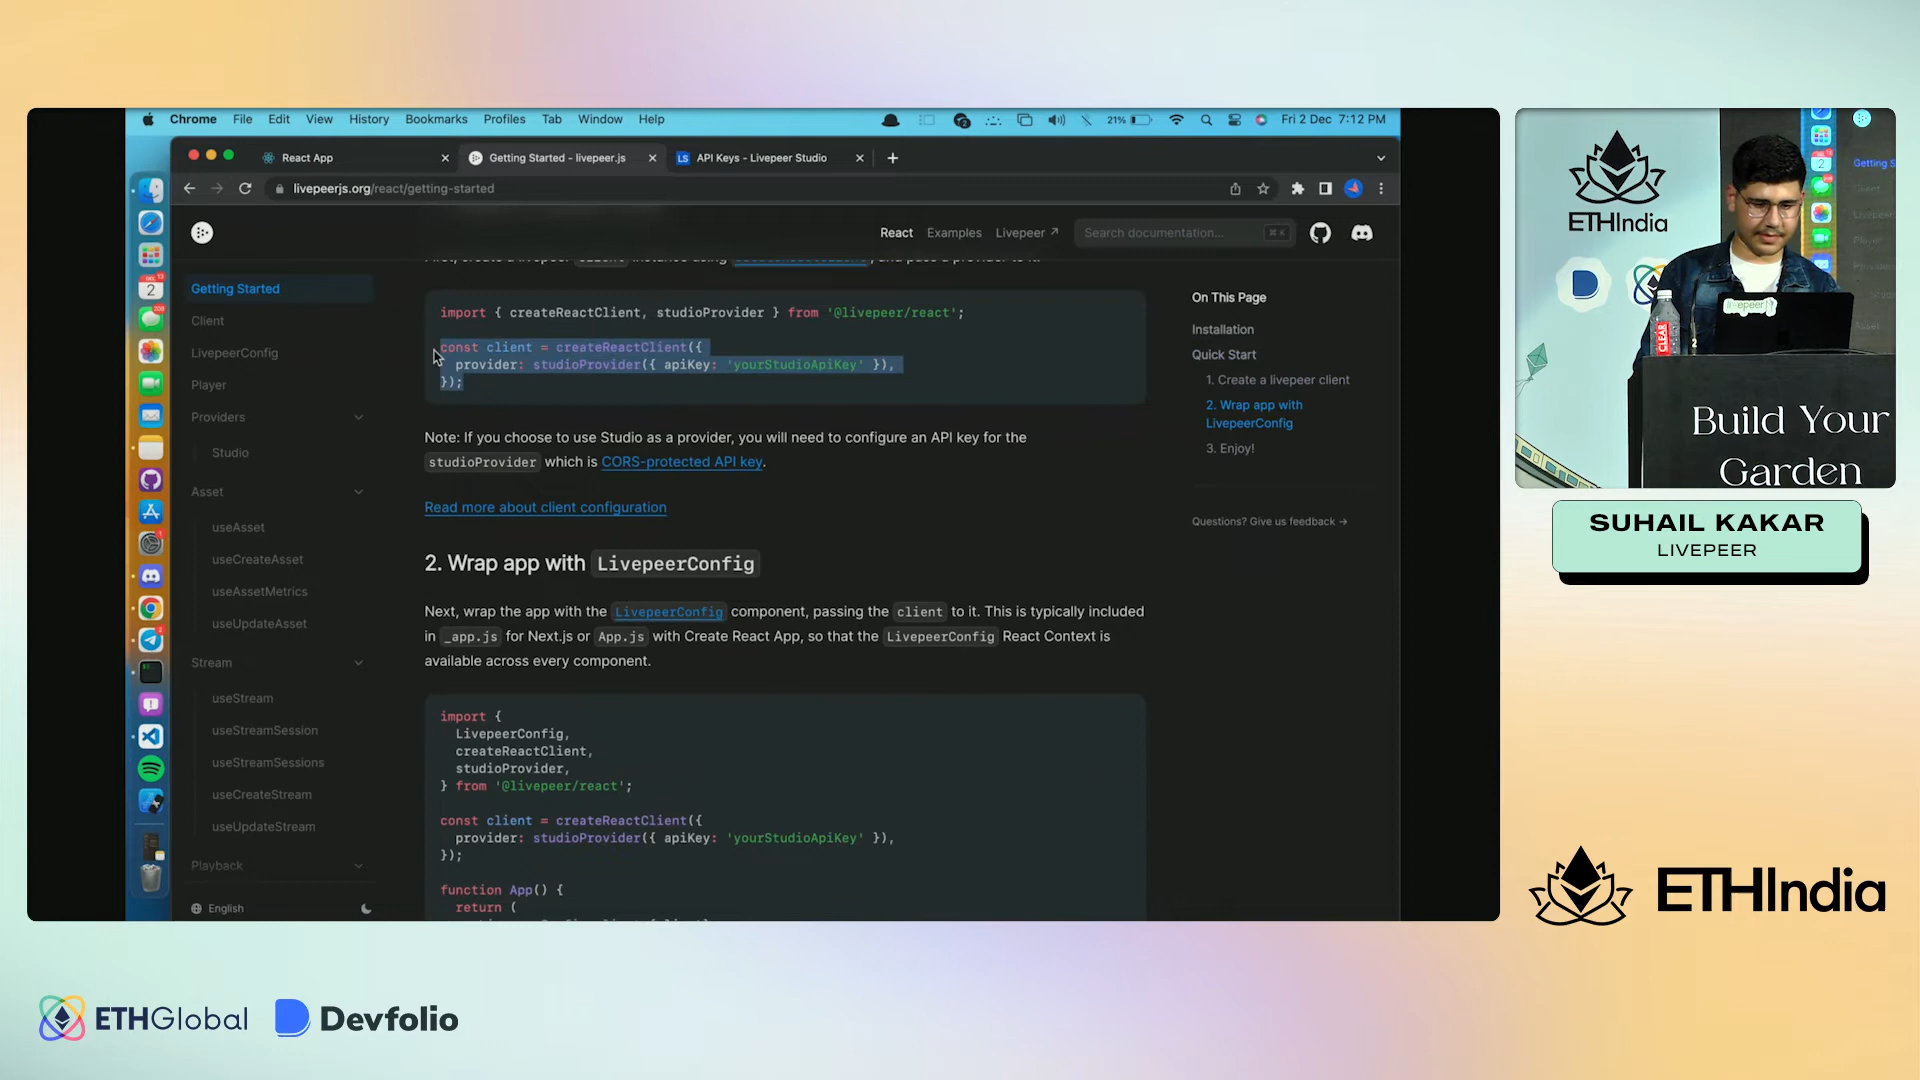 Chrome File Edit View History Bookmarks Profiles Tab Window Help
21% Fri 2 Dec 7:12 PM
React App
Getting Started - livepeer.js
LS API Keys - Livepeer Studio
livepeerjs.org/react/getting-started
React Examples Livepeer ↗ Search documentation... ⌘ K
Getting Started
Client
LivepeerConfig
Player
Providers
Studio
Asset
useAsset
useCreateAsset
useAssetMetrics
useUpdateAsset
Stream
useStream
useStreamSession
useStreamSessions
useCreateStream
useUpdateStream
Playback
English
import { createReactClient, studioProvider } from '@livepeer/react';
const client = createReactClient({
provider: studioProvider({ apiKey: 'yourStudioApiKey' }),
});
Note: If you choose to use Studio as a provider, you will need to configure an API key for the
studioProvider which is CORS-protected API key.
Read more about client configuration
2. Wrap app with LivepeerConfig
Next, wrap the app with the LivepeerConfig component, passing the client to it. This is typically included
in _app.js for Next.js or App.js with Create React App, so that the LivepeerConfig React Context is
available across every component.
import {
LivepeerConfig,
createReactClient,
studioProvider,
} from '@livepeer/react';
const client = createReactClient({
provider: studioProvider({ apiKey: 'yourStudioApiKey' }),
});
function App() {
return (
On This Page
Installation
Quick Start
1. Create a livepeer client
2. Wrap app with
LivepeerConfig
3. Enjoy!
Questions? Give us feedback →
ETHIndia
Getting S
livepeer
CLEAR
Build Your
Garden
SUHAIL KAKAR
LIVEPEER
ETHIndia
ETHGlobal
Devfolio